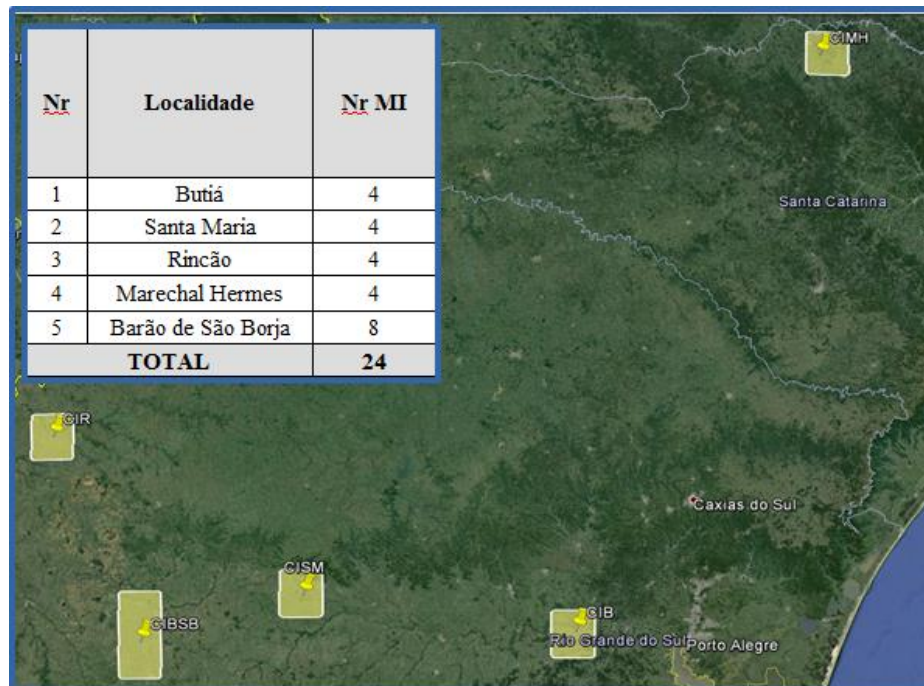 Nr Localidade Nr MI
1 Butiá 4
2 Santa Maria 4
3 Rincão 4
4 Marechal Hermes 4
5 Barão de São Borja 8
TOTAL 24
CIMH
Santa Catarina
CIR
Caxias do Sul
CISM
CIBSB
CIB
Rio Grande do Sul
Porto Alegre